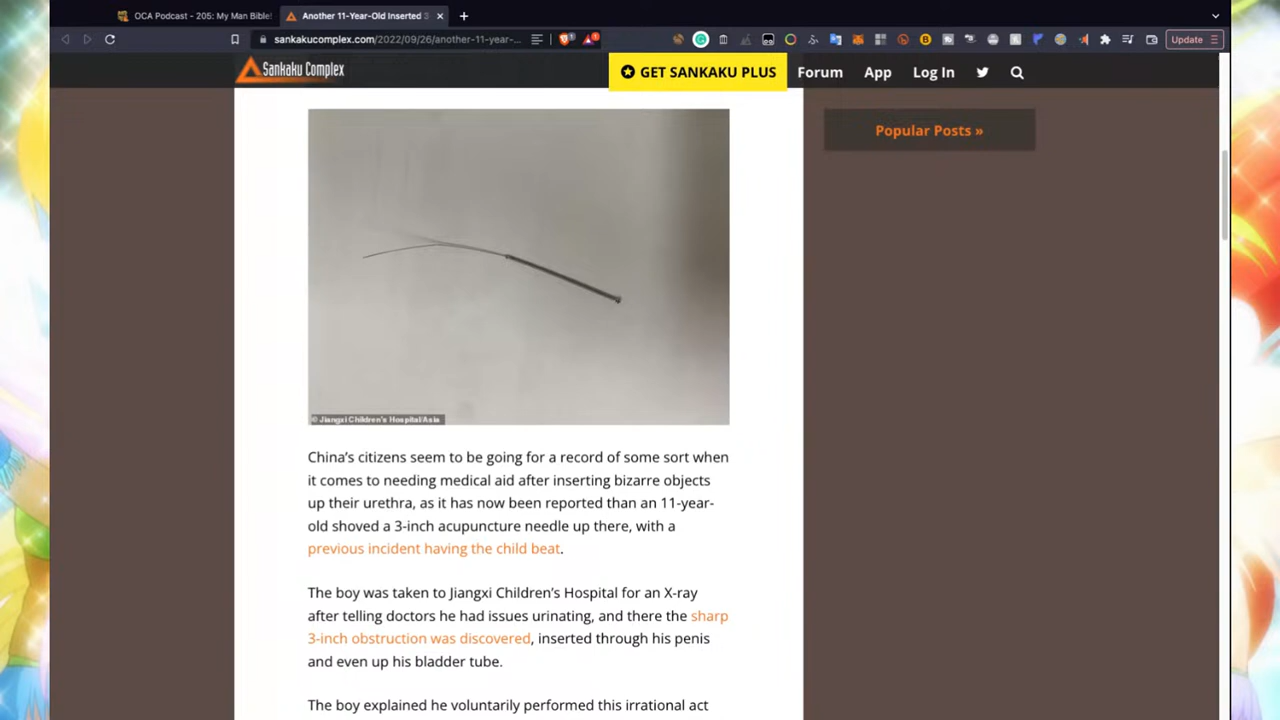 OCA Podcast - 205: My Man Bible!
Another 11-Year-Old Inserted 3
sankakucomplex.com/2022/09/26/another-11-year-...
Update
Sankaku Complex
GET SANKAKU PLUS
Forum
App
Log In
Popular Posts »
© Jiangxi Children's Hospital/Asia
China's citizens seem to be going for a record of some sort when
it comes to needing medical aid after inserting bizarre objects
up their urethra, as it has now been reported than an 11-year-
old shoved a 3-inch acupuncture needle up there, with a
previous incident having the child beat.
The boy was taken to Jiangxi Children's Hospital for an X-ray
after telling doctors he had issues urinating, and there the sharp
3-inch obstruction was discovered, inserted through his penis
and even up his bladder tube.
The boy explained he voluntarily performed this irrational act